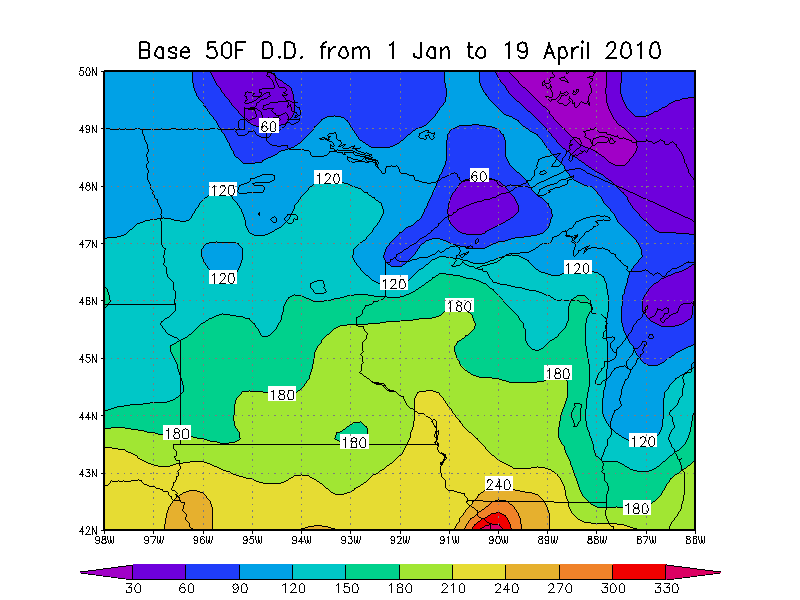 Base 50F D.D. from 1 Jan to 19 April 2010
50N
49N
60
48N
120 120 60
47N
120 120 120
46N
180
45N
180
180
44N
180 180 120
43N
240
180
42N
98W 97W 96W 95W 94W 93W 92W 91W 90W 89W 88W 87W 86W
30 60 90 120 150 180 210 240 270 300 330